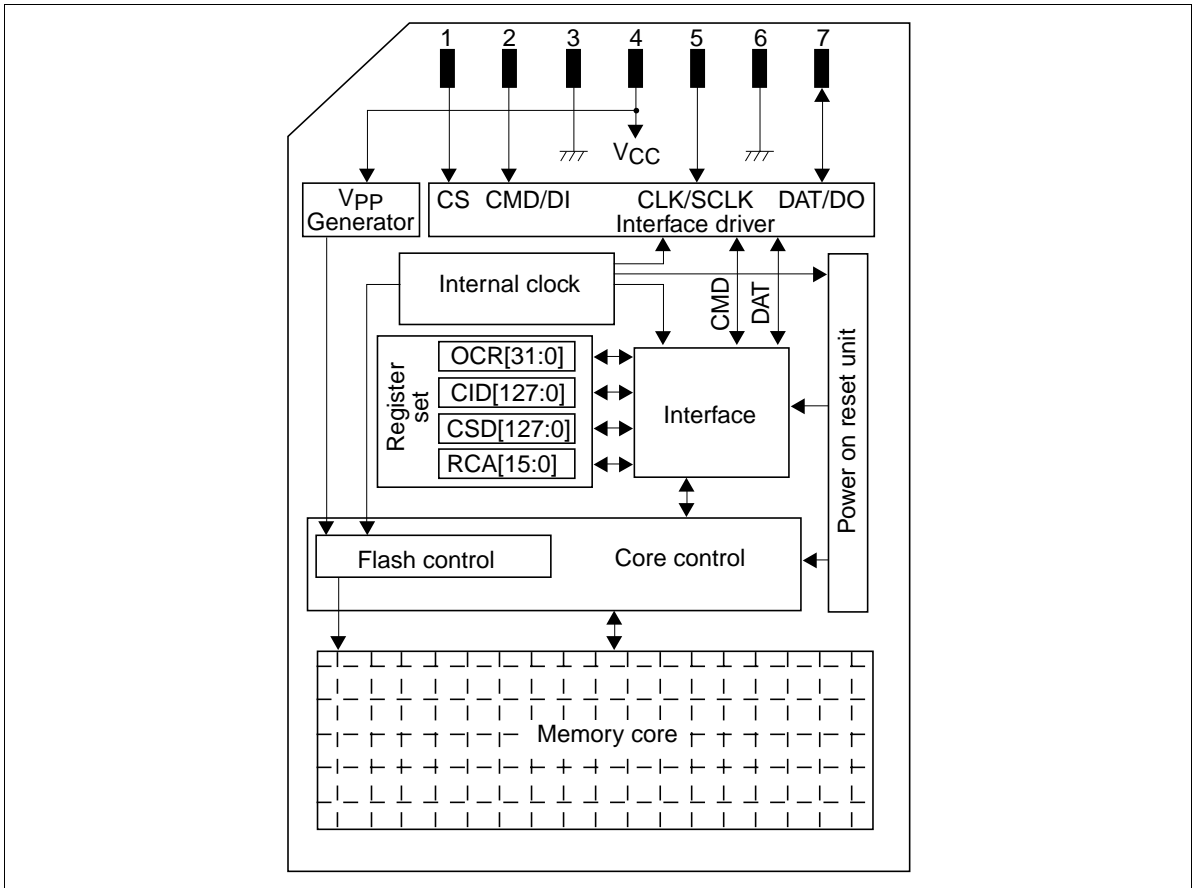 1 2 3 4 5 6 7
VCC
VPP
Generator
CS CMD/DI CLK/SCLK DAT/DO
Interface driver
Internal clock
CMD
DAT
Register
set
OCR[31:0]
CID[127:0]
CSD[127:0]
RCA[15:0]
Interface
Power on reset unit
Flash control
Core control
Memory core